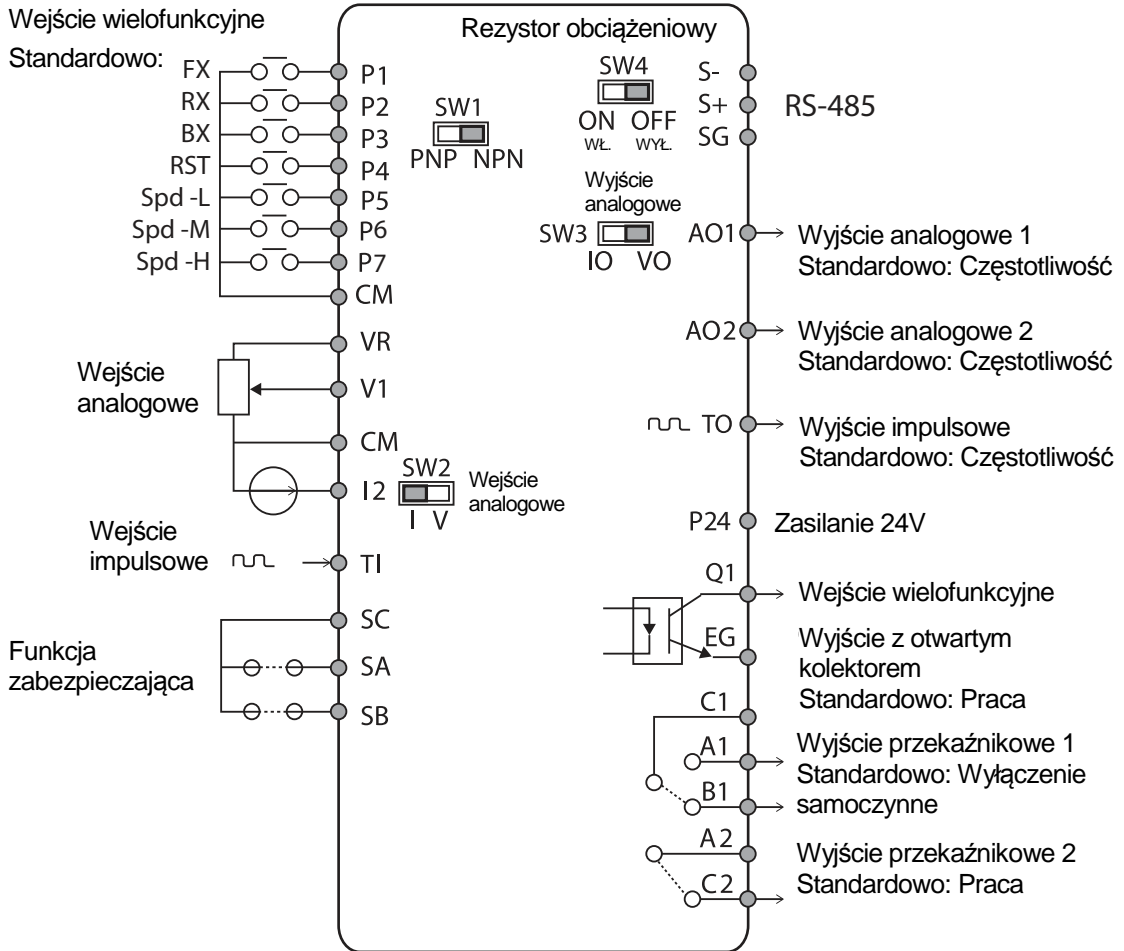 Wejście wielofunkcyjne
Standardowo:
FX
P1
RX
P2
BX
P3
RST
P4
Spd -L
P5
Spd -M
P6
Spd -H
P7
CM
SW1
PNP NPN
Rezystor obciążeniowy
SW4
ON OFF
WŁ. WYŁ.
S-
S+
SG
RS-485
Wyjście
analogowe
SW3
IO VO
AO1
Wyjście analogowe 1
Standardowo: Częstotliwość
AO2
Wyjście analogowe 2
Standardowo: Częstotliwość
VR
Wejście
analogowe
V1
CM
I2
SW2
I V
Wejście
analogowe
TO
Wyjście impulsowe
Standardowo: Częstotliwość
Wejście
impulsowe
TI
P24
Zasilanie 24V
Q1
Wejście wielofunkcyjne
EG
Wyjście z otwartym
kolektorem
Standardowo: Praca
Funkcja
zabezpieczająca
SC
SA
SB
C1
A1
B1
Wyjście przekaźnikowe 1
Standardowo: Wyłączenie
samoczynne
A2
C2
Wyjście przekaźnikowe 2
Standardowo: Praca